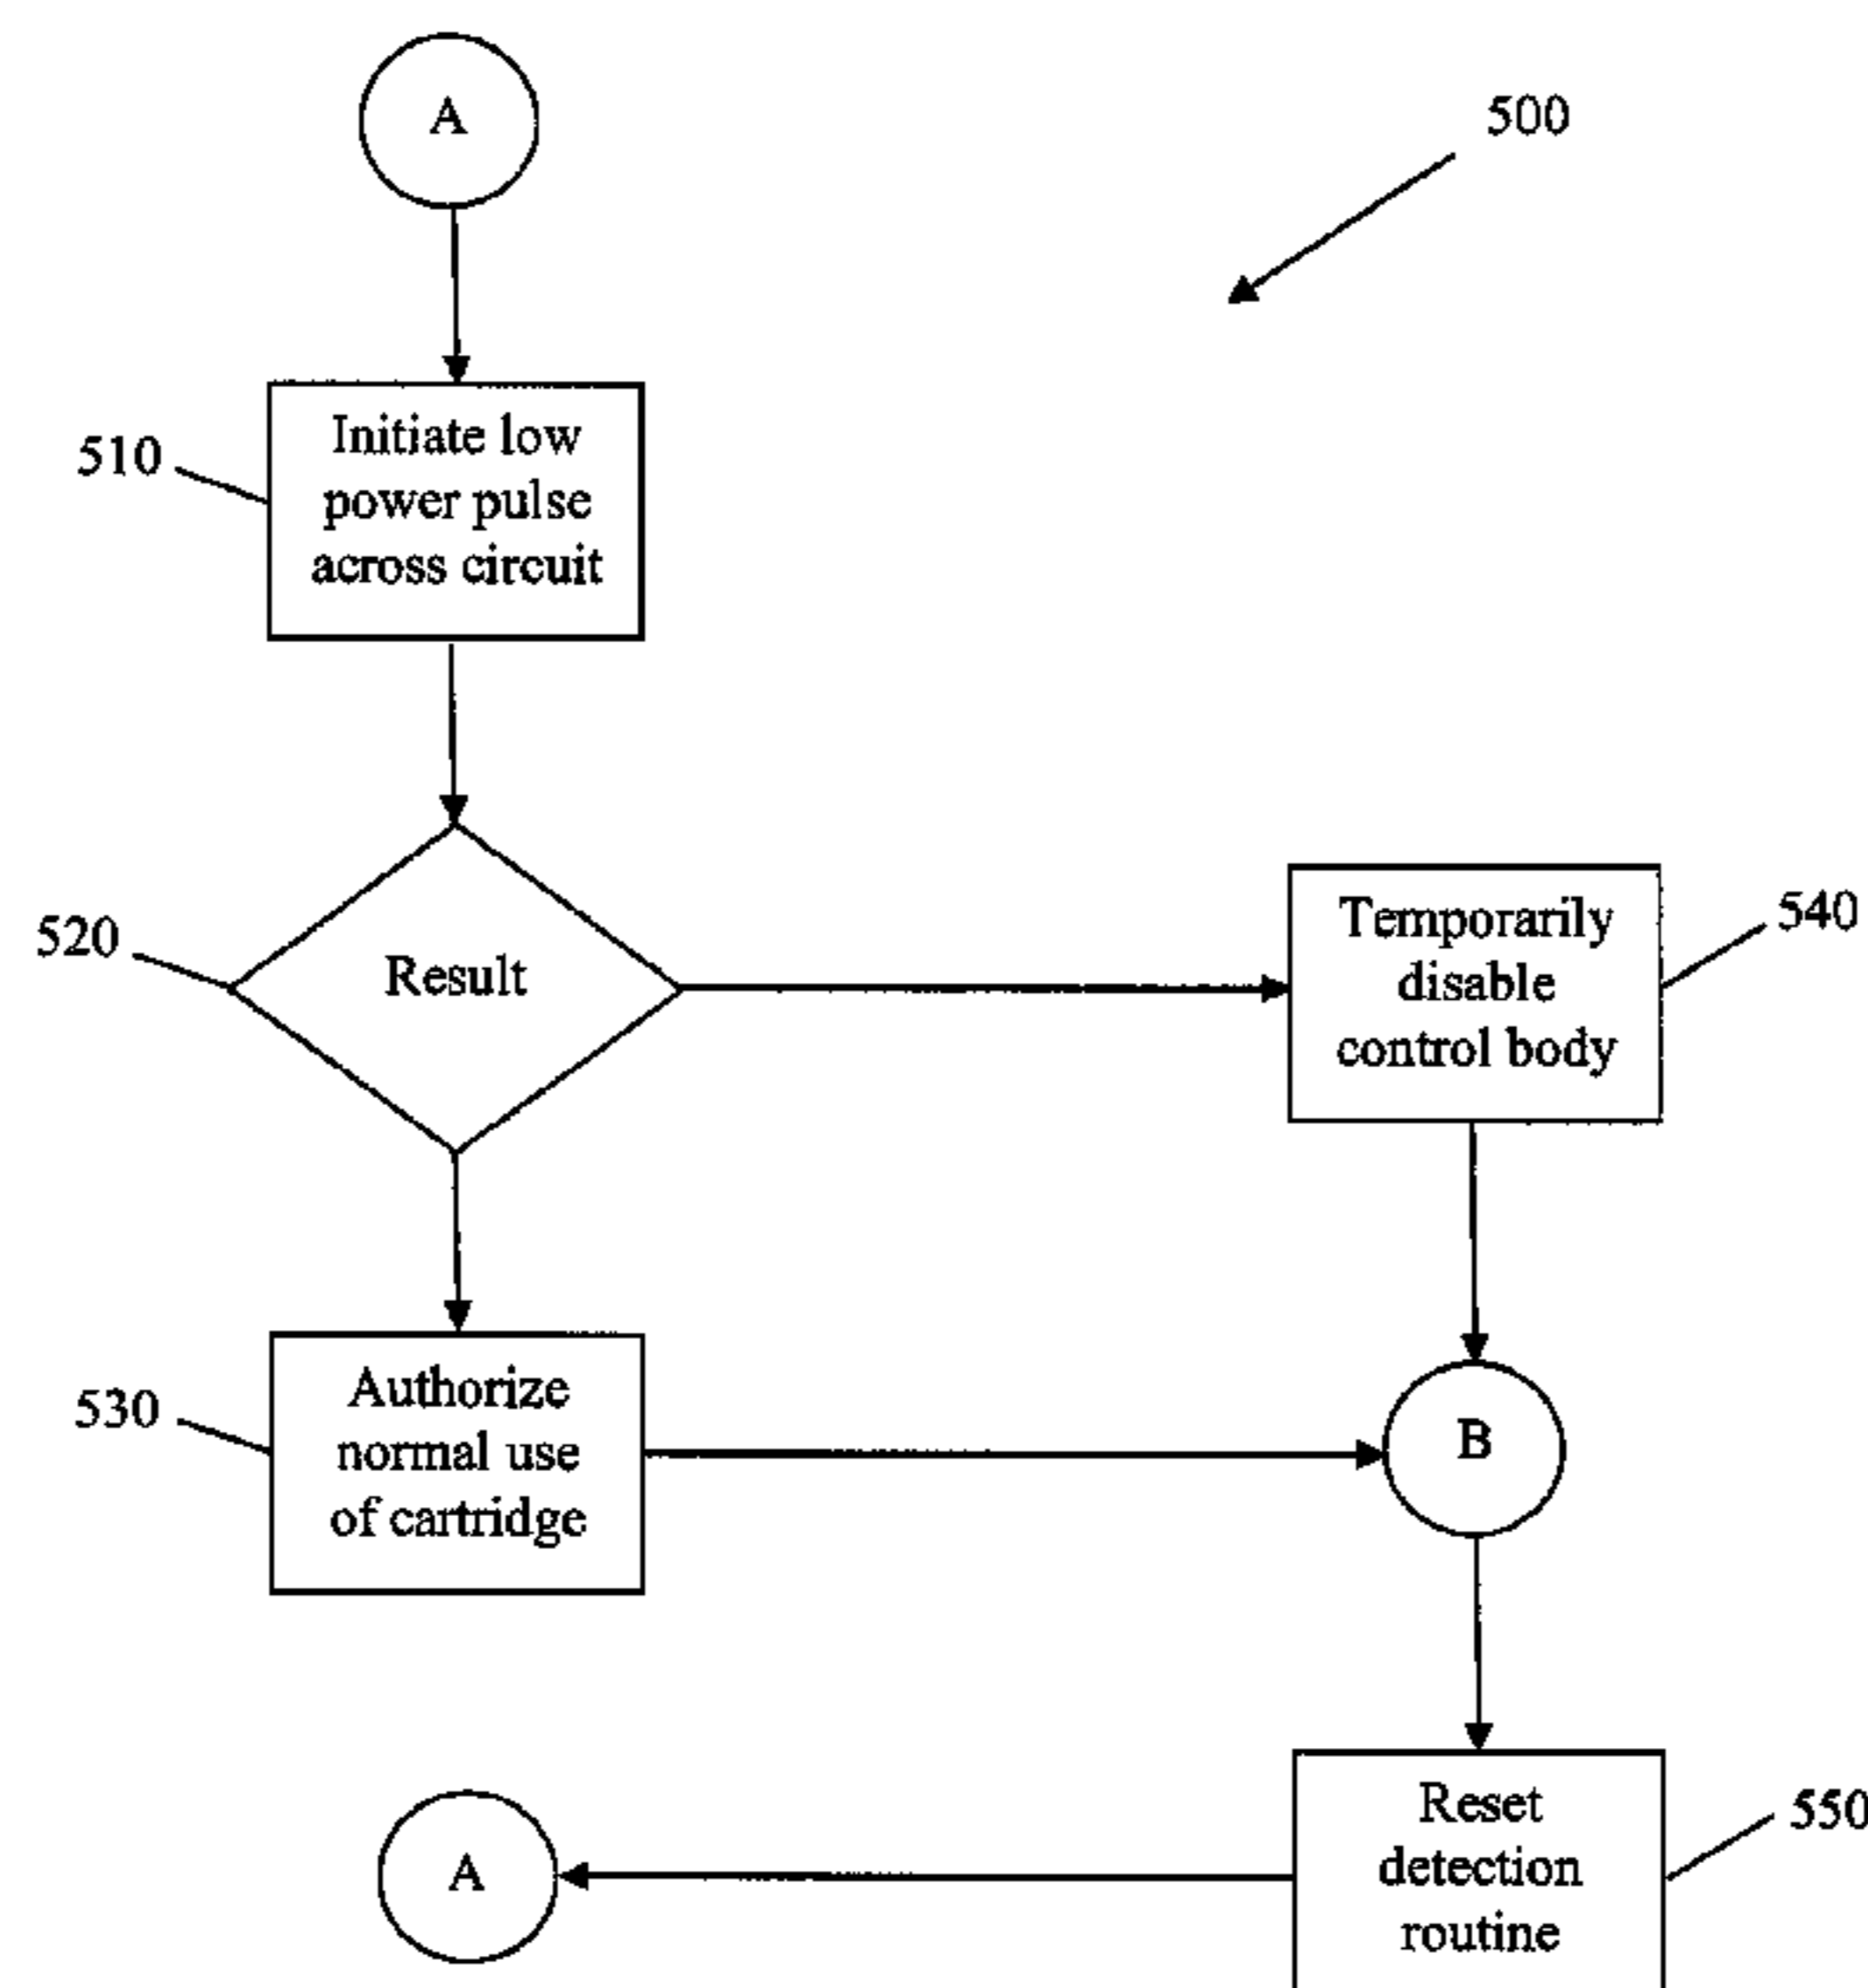 A
500
510
Initiate low
power pulse
across circuit
520
Result
Temporarily
disable
control body
540
530
Authorize
normal use
of cartridge
B
A
Reset
detection
routine
550